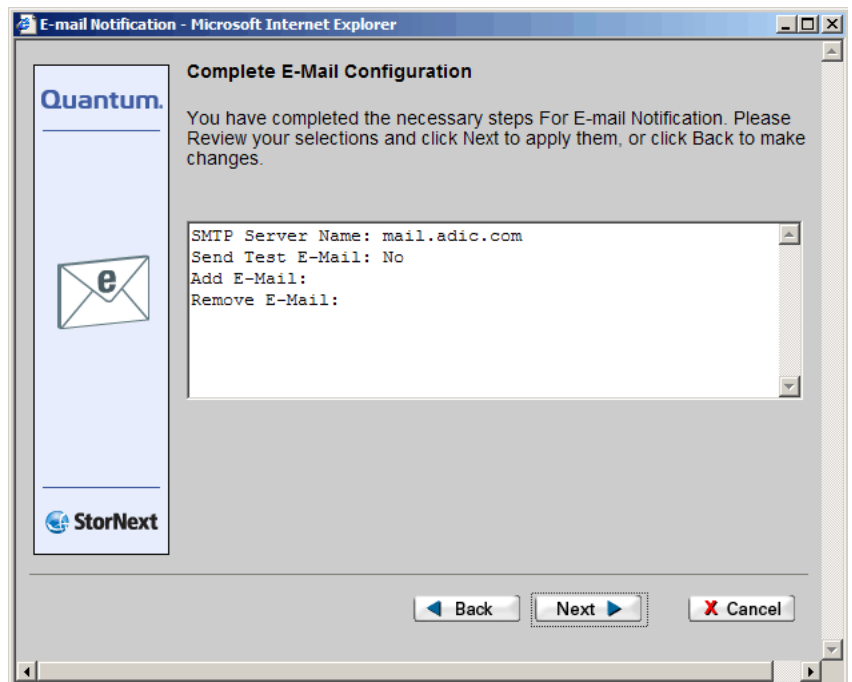 E-mail Notification - Microsoft Internet Explorer
Quantum.
Complete E-Mail Configuration
You have completed the necessary steps For E-mail Notification. Please
Review your selections and click Next to apply them, or click Back to make
changes.
SMTP Server Name: mail.adic.com
Send Test E-Mail: No
Add E-Mail:
Remove E-Mail:
e
StorNext
Back
Next
X Cancel